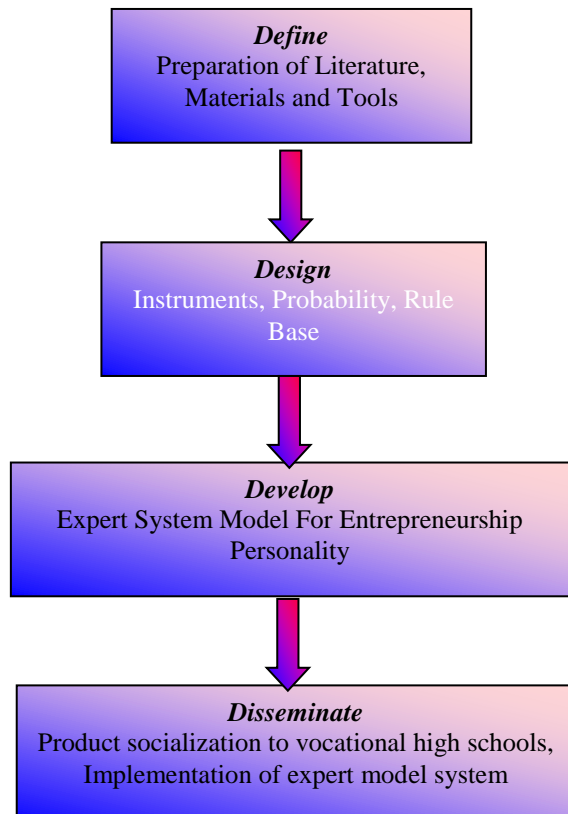 Define
Preparation of Literature,
Materials and Tools
Design
Instruments, Probability, Rule
Base
Develop
Expert System Model For Entrepreneurship
Personality
Disseminate
Product socialization to vocational high schools,
Implementation of expert model system